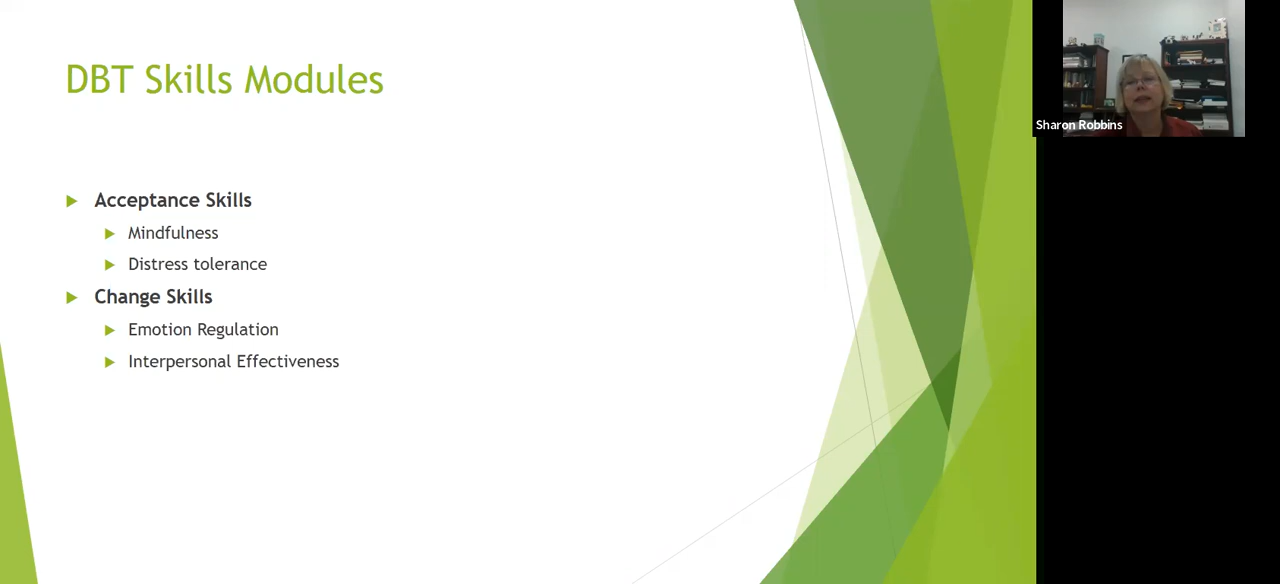 DBT Skills Modules
Acceptance Skills
Mindfulness
Distress tolerance
Change Skills
Emotion Regulation
Interpersonal Effectiveness
Sharon Robbins